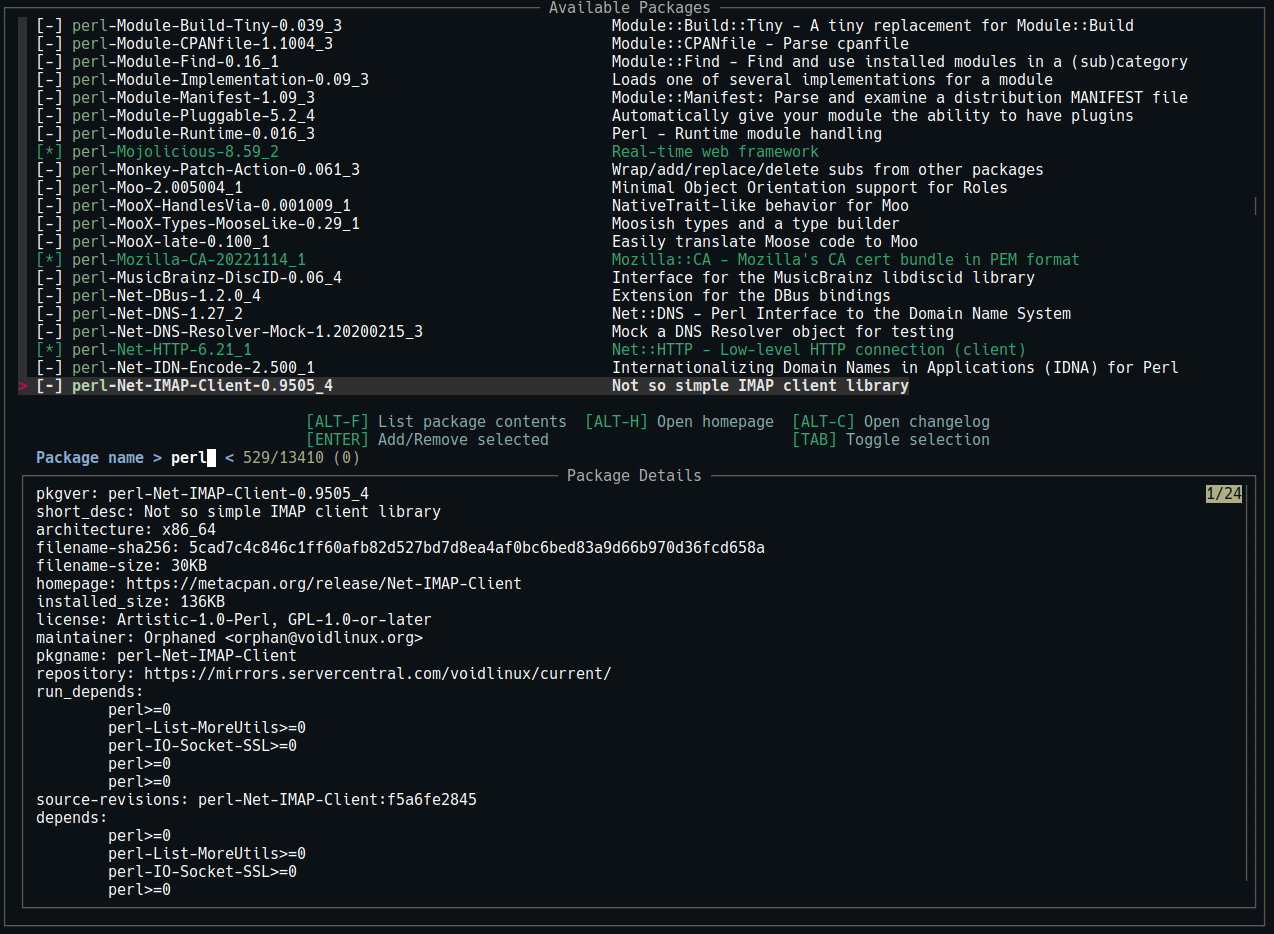 Available Packages
[-] perl-Module-Build-Tiny-0.039_3 Module::Build::Tiny - A tiny replacement for Module::Build
[-] perl-Module-CPANfile-1.1004_3 Module::CPANfile - Parse cpanfile
[-] perl-Module-Find-0.16_1 Module::Find - Find and use installed modules in a (sub)category
[-] perl-Module-Implementation-0.09_3 Loads one of several implementations for a module
[-] perl-Module-Manifest-1.09_3 Module::Manifest: Parse and examine a distribution MANIFEST file
[-] perl-Module-Pluggable-5.2_4 Automatically give your module the ability to have plugins
[-] perl-Module-Runtime-0.016_3 Perl - Runtime module handling
[*] perl-Mojolicious-8.59_2 Real-time web framework
[-] perl-Monkey-Patch-Action-0.061_3 Wrap/add/replace/delete subs from other packages
[-] perl-Moo-2.005004_1 Minimal Object Orientation support for Roles
[-] perl-MooX-HandlesVia-0.001009_1 NativeTrait-like behavior for Moo
[-] perl-MooX-Types-MooseLike-0.29_1 Moosish types and a type builder
[-] perl-MooX-late-0.100_1 Easily translate Moose code to Moo
[*] perl-Mozilla-CA-20221114_1 Mozilla::CA - Mozilla's CA cert bundle in PEM format
[-] perl-MusicBrainz-DiscID-0.06_4 Interface for the MusicBrainz libdiscid library
[-] perl-Net-DBus-1.2.0_4 Extension for the DBus bindings
[-] perl-Net-DNS-1.27_2 Net::DNS - Perl Interface to the Domain Name System
[-] perl-Net-DNS-Resolver-Mock-1.20200215_3 Mock a DNS Resolver object for testing
[*] perl-Net-HTTP-6.21_1 Net::HTTP - Low-level HTTP connection (client)
[-] perl-Net-IDN-Encode-2.500_1 Internationalizing Domain Names in Applications (IDNA) for Perl
> [-] perl-Net-IMAP-Client-0.9505_4 Not so simple IMAP client library
[ALT-F] List package contents [ALT-H] Open homepage [ALT-C] Open changelog
[ENTER] Add/Remove selected [TAB] Toggle selection
Package name > perl < 529/13410 (0)
Package Details
pkgver: perl-Net-IMAP-Client-0.9505_4 1/24
short_desc: Not so simple IMAP client library
architecture: x86_64
filename-sha256: 5cad7c4c846c1ff60afb82d527bd7d8ea4af0bc6bed83a9d66b970d36fcd658a
filename-size: 30KB
homepage: https://metacpan.org/release/Net-IMAP-Client
installed_size: 136KB
license: Artistic-1.0-Perl, GPL-1.0-or-later
maintainer: Orphaned <orphan@voidlinux.org>
pkgname: perl-Net-IMAP-Client
repository: https://mirrors.servercentral.com/voidlinux/current/
run_depends:
perl>=0
perl-List-MoreUtils>=0
perl-IO-Socket-SSL>=0
perl>=0
perl>=0
source-revisions: perl-Net-IMAP-Client:f5a6fe2845
depends:
perl>=0
perl-List-MoreUtils>=0
perl-IO-Socket-SSL>=0
perl>=0